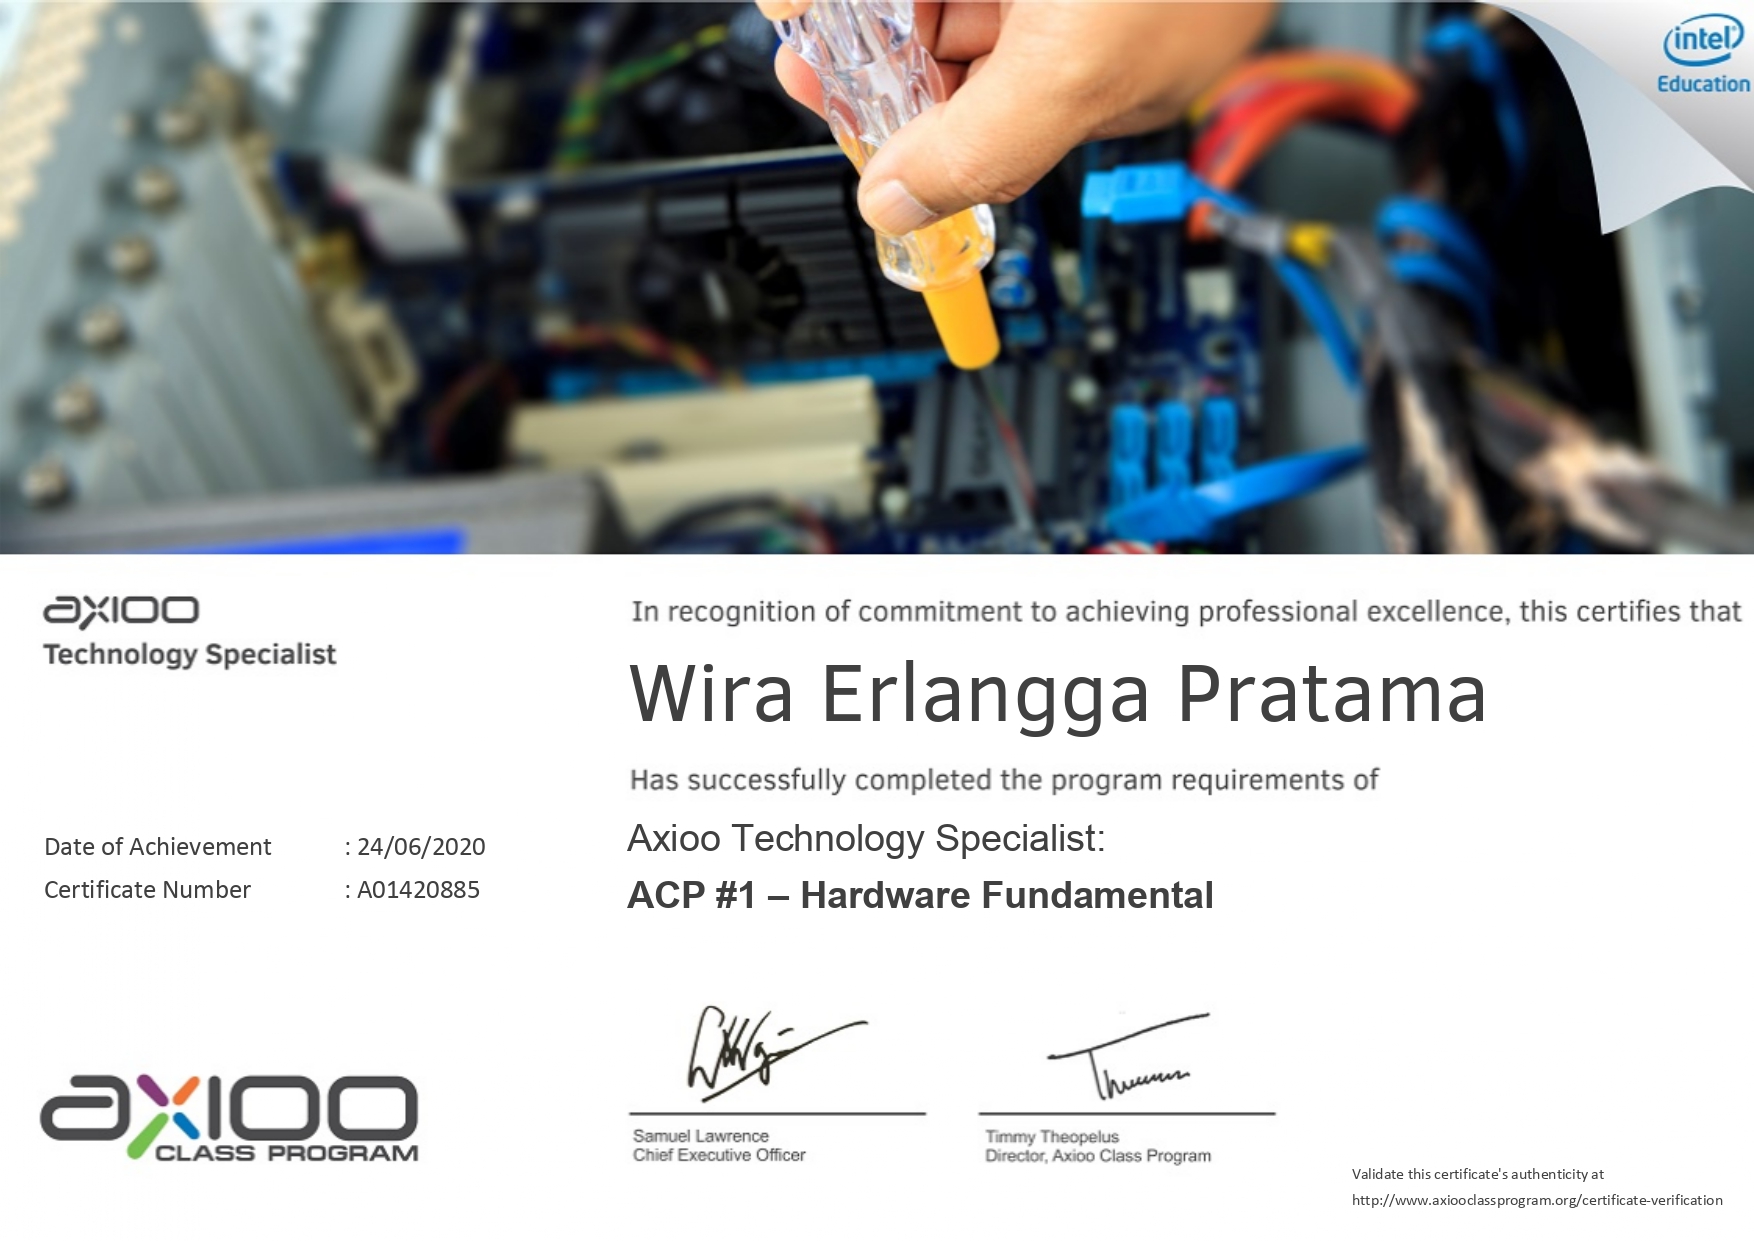 intel
Education
axioo
Technology Specialist
In recognition of commitment to achieving professional excellence, this certifies that
Wira Erlangga Pratama
Has successfully completed the program requirements of
Date of Achievement : 24/06/2020
Certificate Number : A01420885
Axioo Technology Specialist:
ACP #1 – Hardware Fundamental
axioo
CLASS PROGRAM
Samuel Lawrence
Chief Executive Officer
Timmy Theopelus
Director, Axioo Class Program
Validate this certificate's authenticity at
http://www.axiooclassprogram.org/certificate-verification